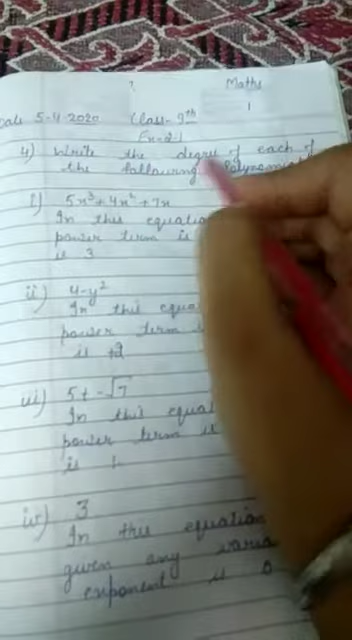 Maths
1
Date 5-4-2020 Class- 9th
Ex-2.1
4) Write the degree of each of
the following Polynomials
i) 5x³+4x²+7x
In this equation
power term is
is 3
ii) 4-y²
In this equa
power term
is +2
iii) 5t-√7
In this equa
power term is
is 1
iv) 3
In this equation
given any varia
exponent is 0